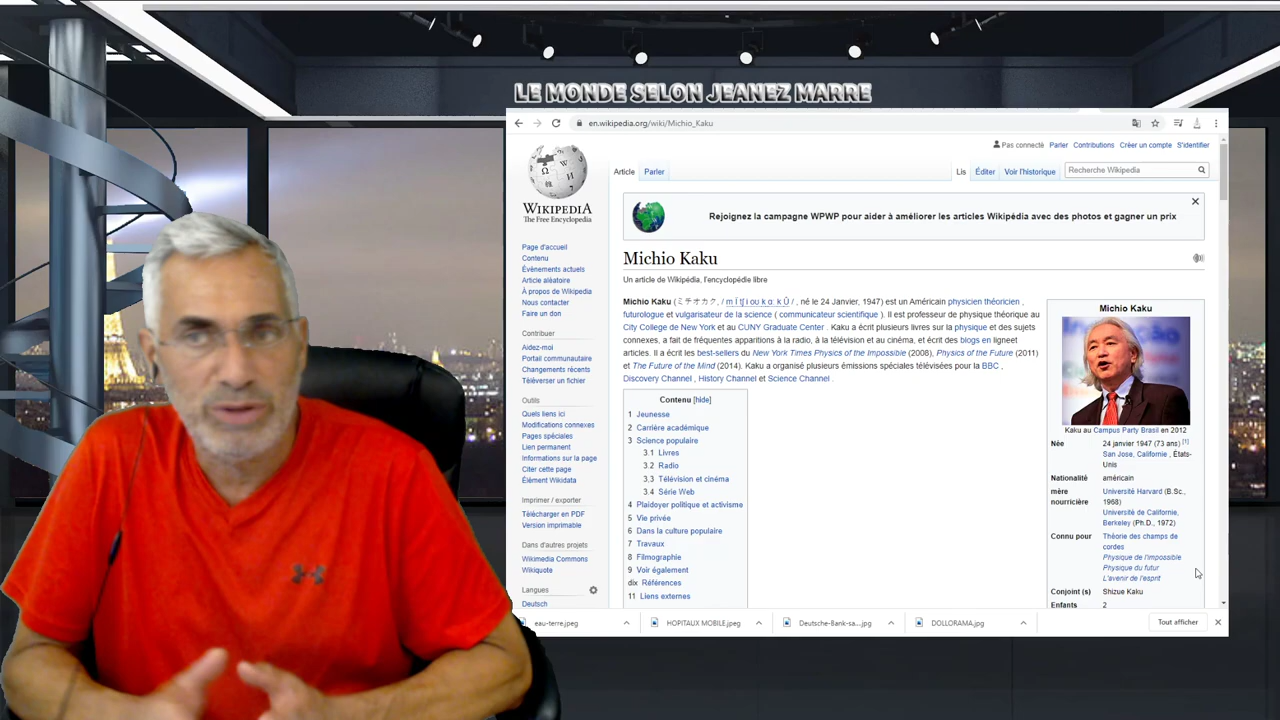 LE MONDE SELON JEANEZ MARRE
en.wikipedia.org/wiki/Michio_Kaku
Pas connecté Parler Contributions Créer un compte S'identifier
Article Parler
Lis Éditer Voir l'historique
Recherche Wikipedia
WIKIPEDIA
The Free Encyclopedia
Page d'accueil
Contenu
Évènements actuels
Article aléatoire
À propos de Wikipedia
Nous contacter
Faire un don
Contribuer
Aidez-moi
Portail communautaire
Changements récents
Téléverser un fichier
Outils
Quels liens ici
Modifications connexes
Pages spéciales
Lien permanent
Informations sur la page
Citer cette page
Élément Wikidata
Imprimer / exporter
Télécharger en PDF
Version imprimable
Dans d'autres projets
Wikimedia Commons
Wikiquote
Langues
Deutsch
Rejoignez la campagne WPWP pour aider à améliorer les articles Wikipédia avec des photos et gagner un prix
Michio Kaku
Un article de Wikipédia, l'encyclopédie libre
Michio Kaku (ミチオカク, né le 24 Janvier, 1947) est un Américain physicien théoricien ,
futurologue et vulgarisateur de la science ( communicateur scientifique ). Il est professeur de physique théorique au
City College de New York et au CUNY Graduate Center . Kaku a écrit plusieurs livres sur la physique et des sujets
connexes, a fait de fréquentes apparitions à la radio, à la télévision et au cinéma, et écrit des blogs en ligneet
articles. Il a écrit les best-sellers du New York Times Physics of the Impossible (2008), Physics of the Future (2011)
et The Future of the Mind (2014). Kaku a organisé plusieurs émissions spéciales télévisées pour la BBC ,
Discovery Channel , History Channel et Science Channel .
Contenu [hide]
1 Jeunesse
2 Carrière académique
3 Science populaire
3.1 Livres
3.2 Radio
3.3 Télévision et cinéma
3.4 Série Web
4 Plaidoyer politique et activisme
5 Vie privée
6 Dans la culture populaire
7 Travaux
8 Filmographie
9 Voir également
dix Références
11 Liens externes
Michio Kaku
Kaku au Campus Party Brasil en 2012
Née 24 janvier 1947 (73 ans) [1]
San Jose, Californie , États-
Unis
Nationalité américain
mère nourricière Université Harvard (B.Sc.,
1968)
Université de Californie,
Berkeley (Ph.D., 1972)
Connu pour Théorie des champs de
cordes
Physique de l'impossible
Physique du futur
L'avenir de l'esprit
Conjoint (s) Shizue Kaku
Enfants 2
eau-terre.jpeg HOPITAUX MOBILE.jpeg Deutsche-Bank-sa....jpg DOLLORAMA.jpg Tout afficher